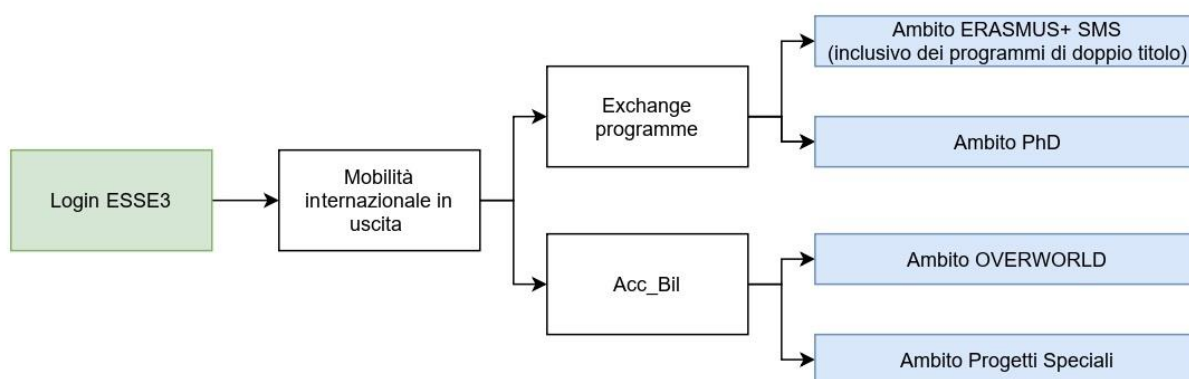 Login ESSE3
Mobilità
internazionale in
uscita
Exchange
programme
Acc_Bil
Ambito ERASMUS+ SMS
(inclusivo dei programmi di doppio titolo)
Ambito PhD
Ambito OVERWORLD
Ambito Progetti Speciali